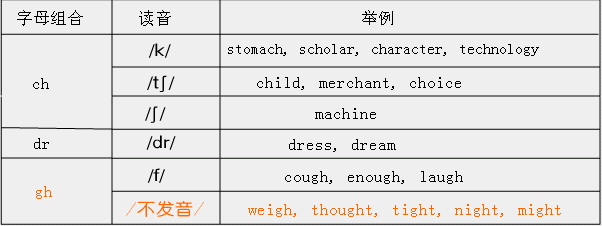 字母组合 读音 举例
ch /k/ stomach, scholar, character, technology
/tʃ/ child, merchant, choice
/ʃ/ machine
dr /dr/ dress, dream
gh /f/ cough, enough, laugh
/不发音/ weigh, thought, tight, night, might